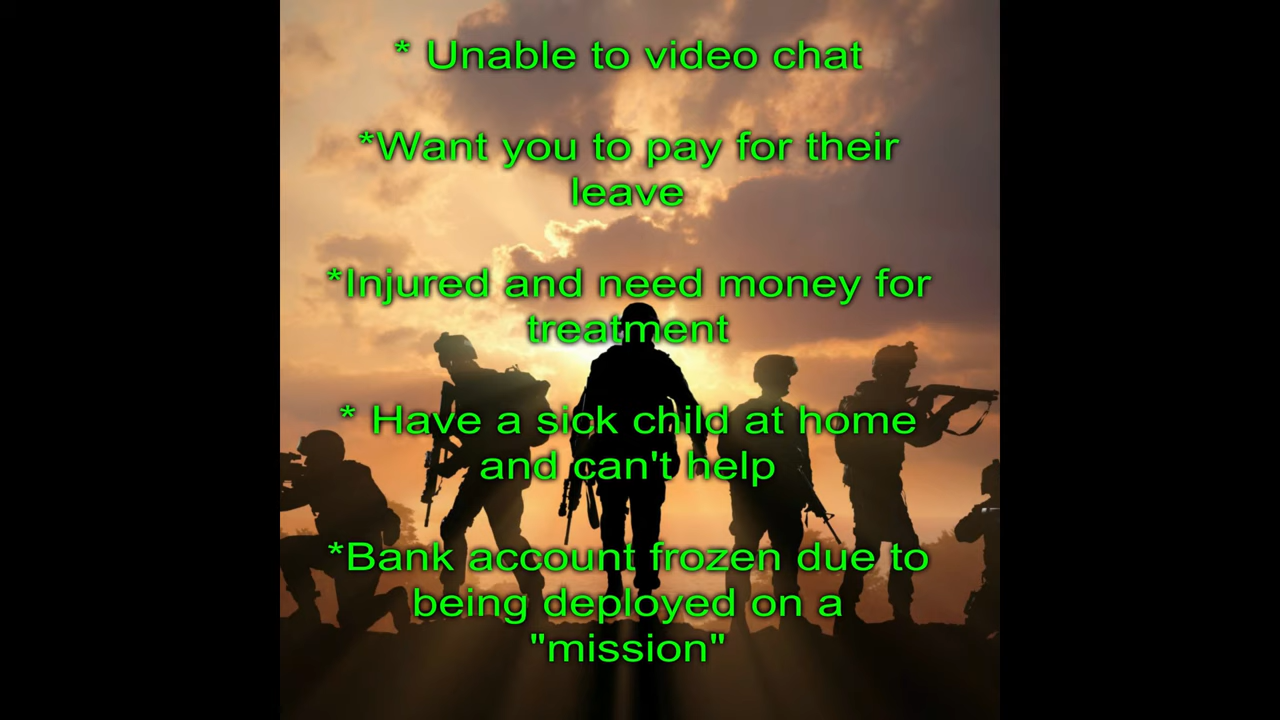 * Unable to video chat
*Want you to pay for their
leave
*Injured and need money for
treatment
* Have a sick child at home
and can't help
*Bank account frozen due to
being deployed on a
"mission"